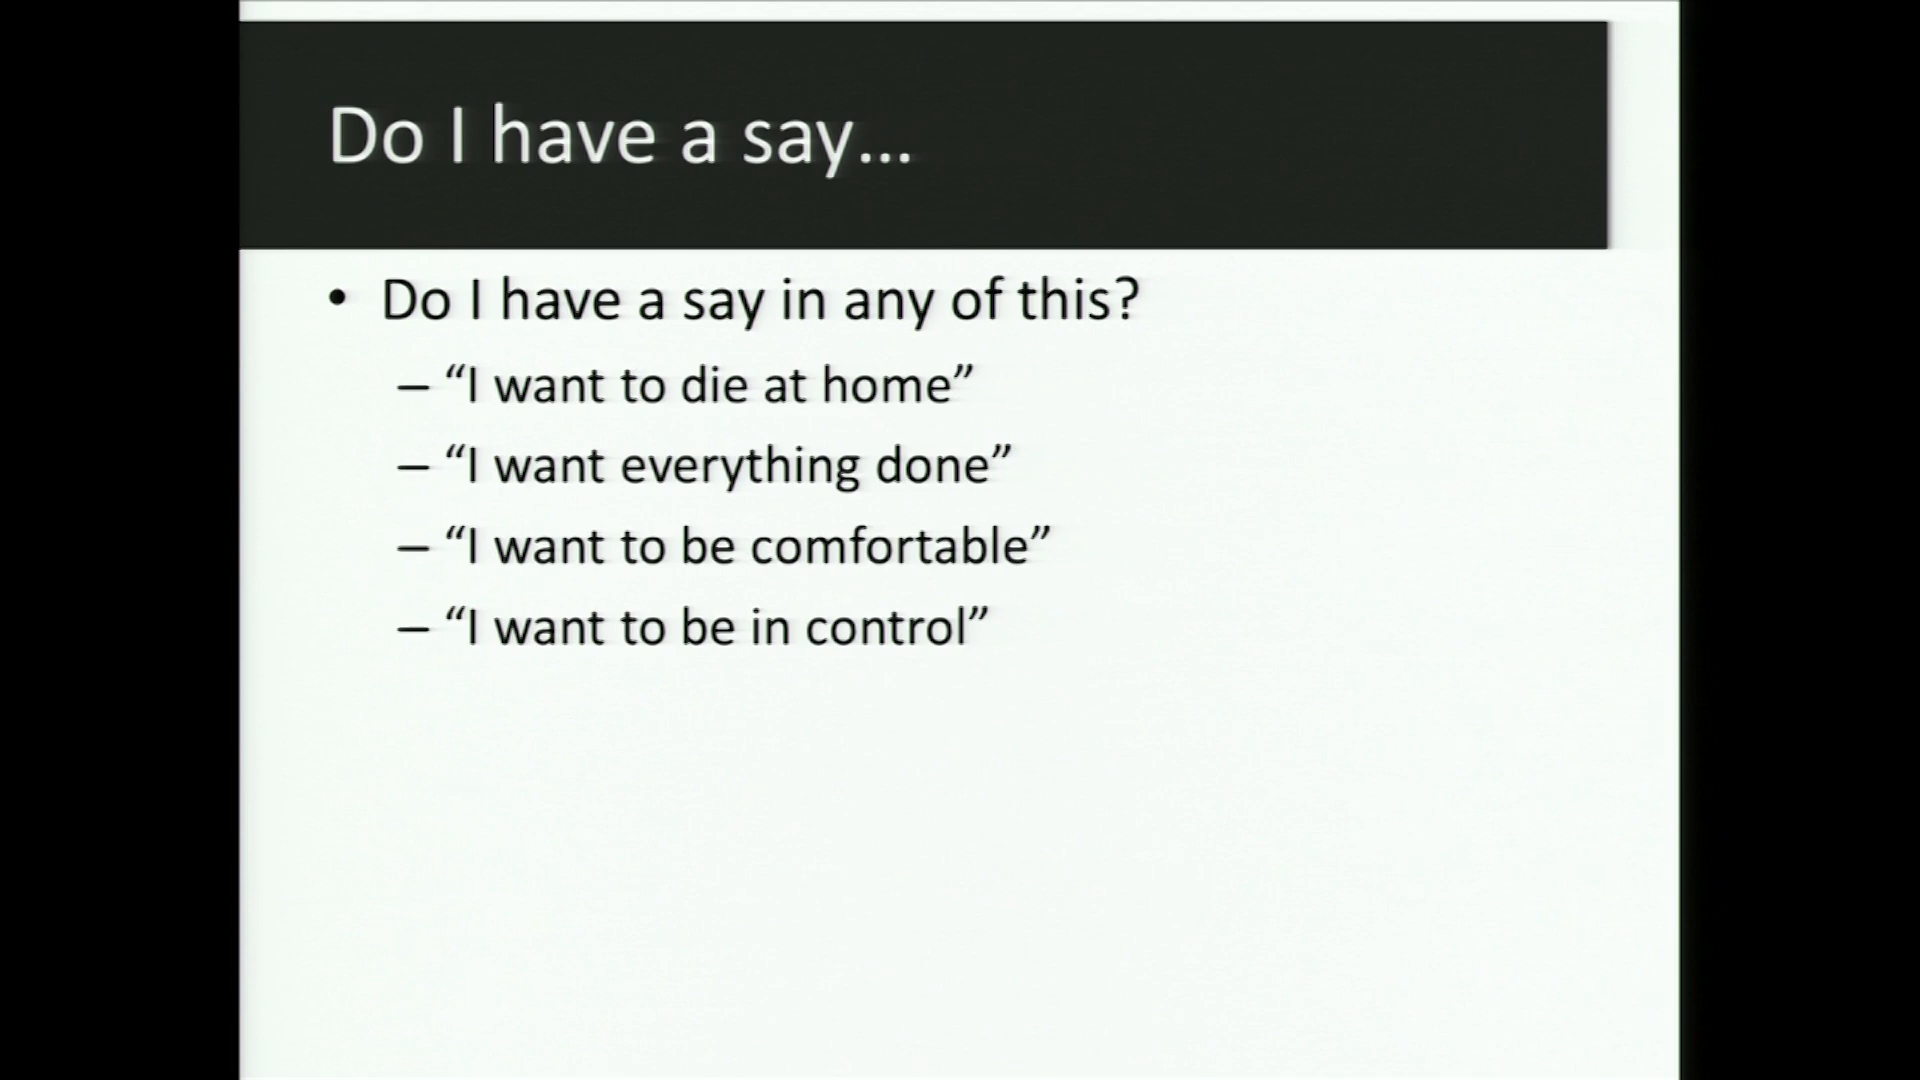 Do I have a say...
• Do I have a say in any of this?
– “I want to die at home”
– “I want everything done”
– “I want to be comfortable”
– “I want to be in control”